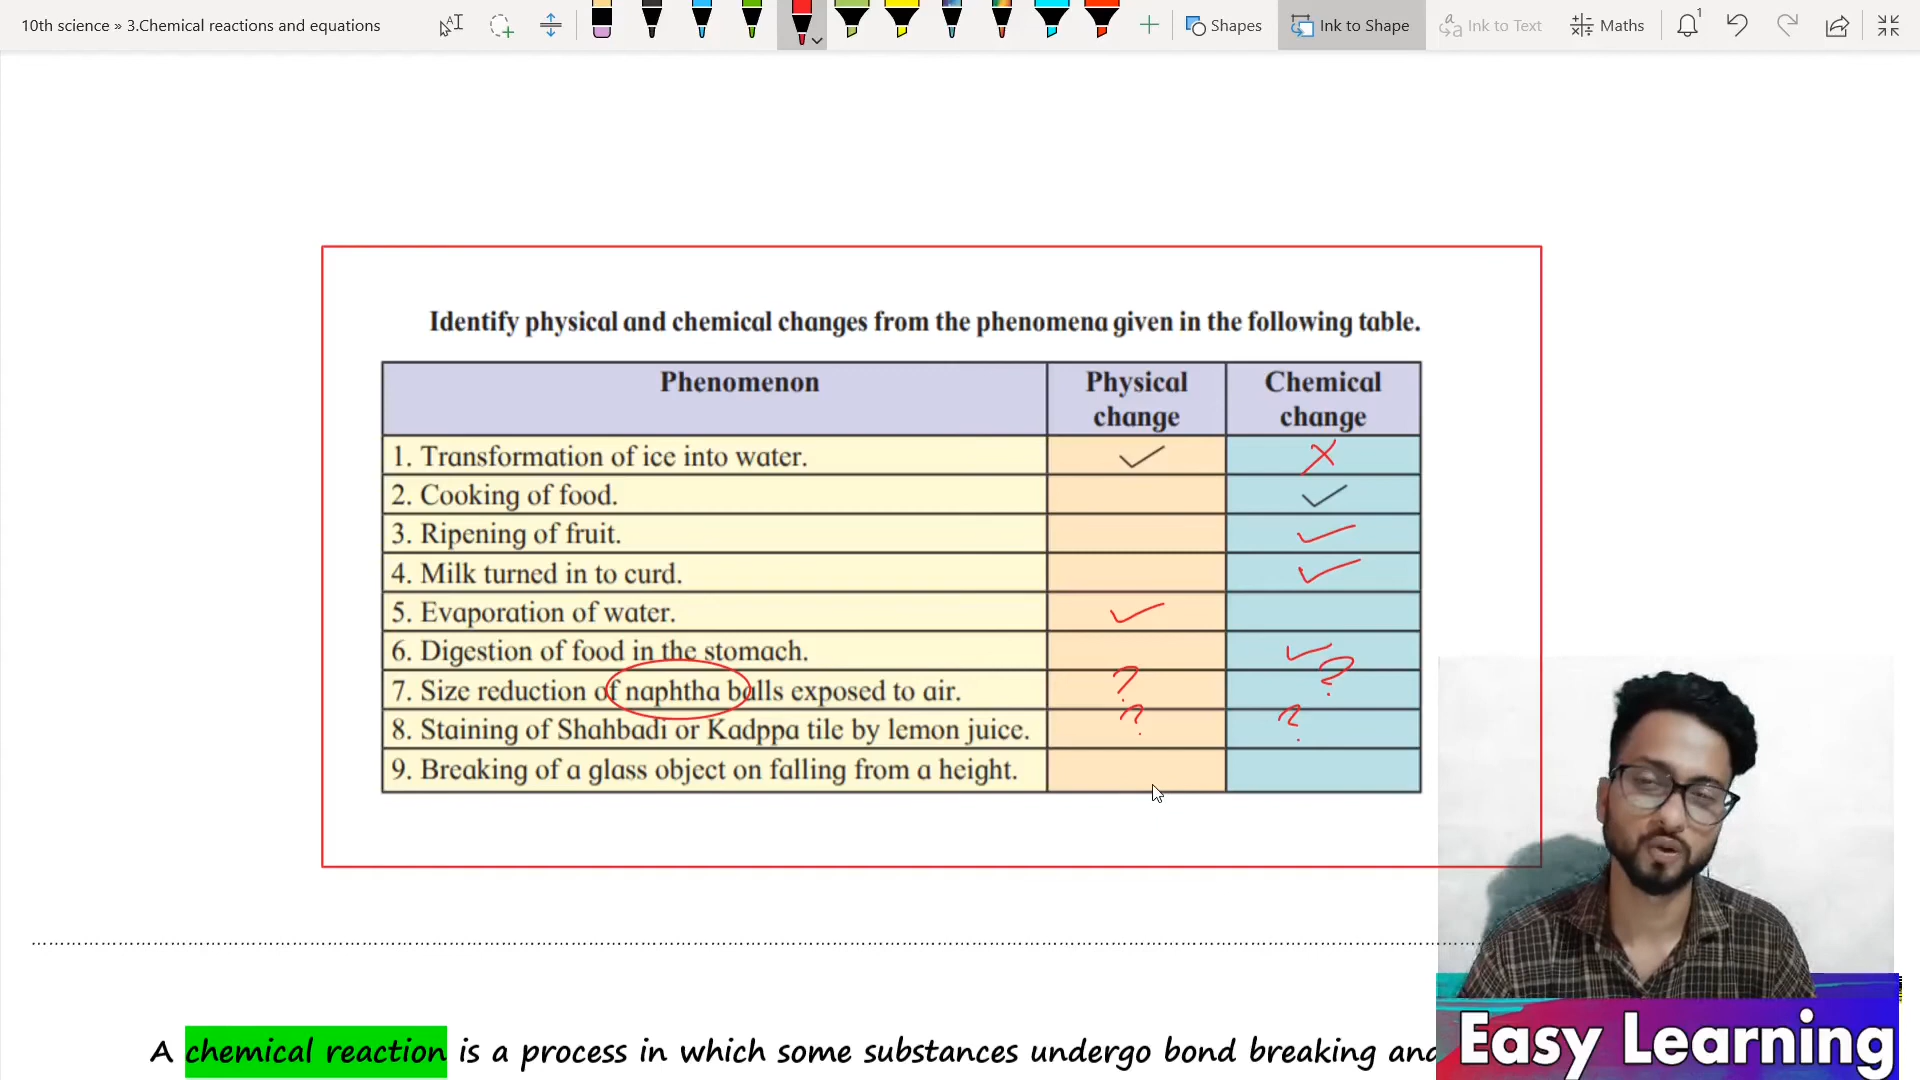 10th science » 3.Chemical reactions and equations
Shapes
Ink to Shape
Ink to Text
Maths
1
Identify physical and chemical changes from the phenomena given in the following table.
Phenomenon
Physical change
Chemical change
1. Transformation of ice into water. ✓ ✗
2. Cooking of food. ✓
3. Ripening of fruit. ✓
4. Milk turned in to curd. ✓
5. Evaporation of water. ✓
6. Digestion of food in the stomach. ✓
7. Size reduction of naphtha balls exposed to air. ? ?
8. Staining of Shahbadi or Kadppa tile by lemon juice. ? ?
9. Breaking of a glass object on falling from a height.
A chemical reaction is a process in which some substances undergo bond breaking and
Easy Learning